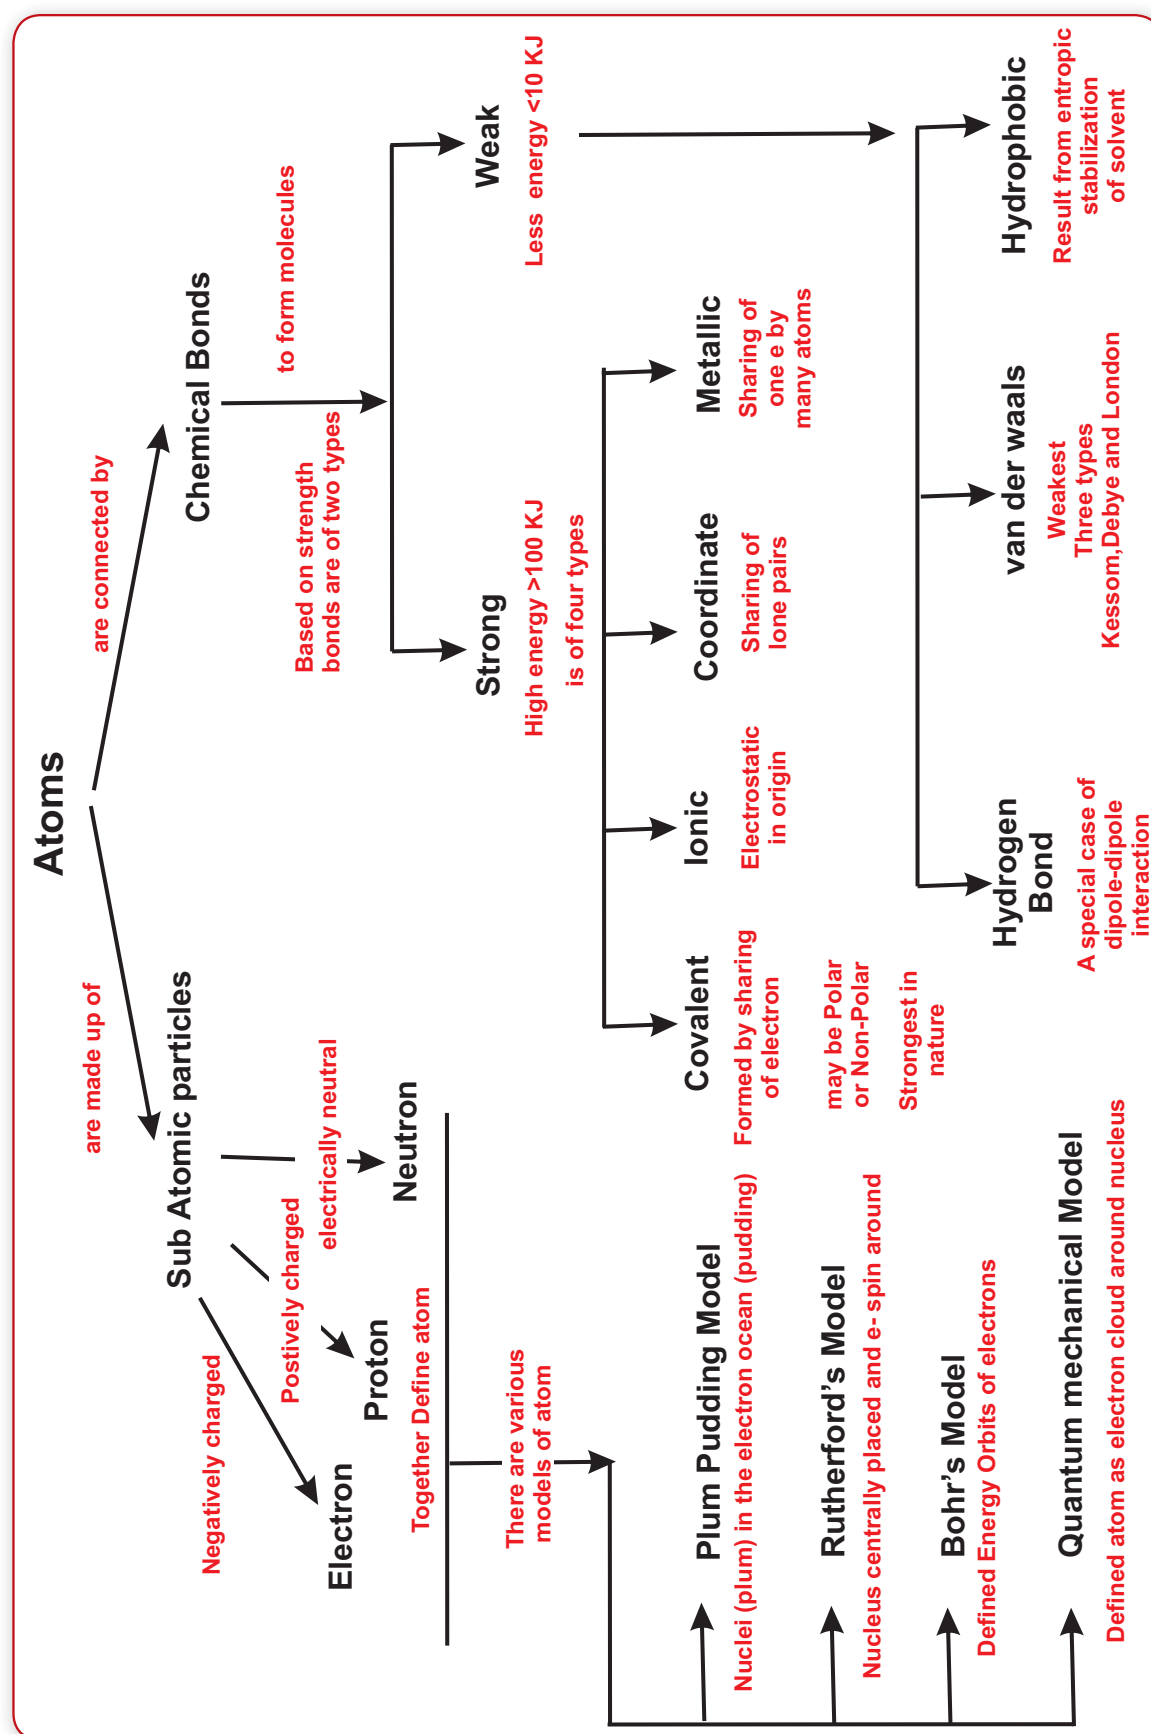 Atoms
are made up of
are connected by
Sub Atomic particles
Chemical Bonds
Negatively charged
Postively charged
electrically neutral
Electron
Proton
Neutron
Together Define atom
There are various
models of atom
Plum Pudding Model
Nuclei (plum) in the electron ocean (pudding)
Rutherford's Model
Nucleus centrally placed and e- spin around
Bohr's Model
Defined Energy Orbits of electrons
Quantum mechanical Model
Defined atom as electron cloud around nucleus
to form molecules
Based on strength
bonds are of two types
Strong
High energy >100 KJ
is of four types
Weak
Less energy <10 KJ
Covalent
Formed by sharing
of electron
may be Polar
or Non-Polar
Strongest in
nature
Ionic
Electrostatic
in origin
Coordinate
Sharing of
lone pairs
Metallic
Sharing of
one e by
many atoms
Hydrogen
Bond
A special case of
dipole-dipole
interaction
van der waals
Weakest
Three types
Kessom,Debye and London
Hydrophobic
Result from entropic
stabilization
of solvent